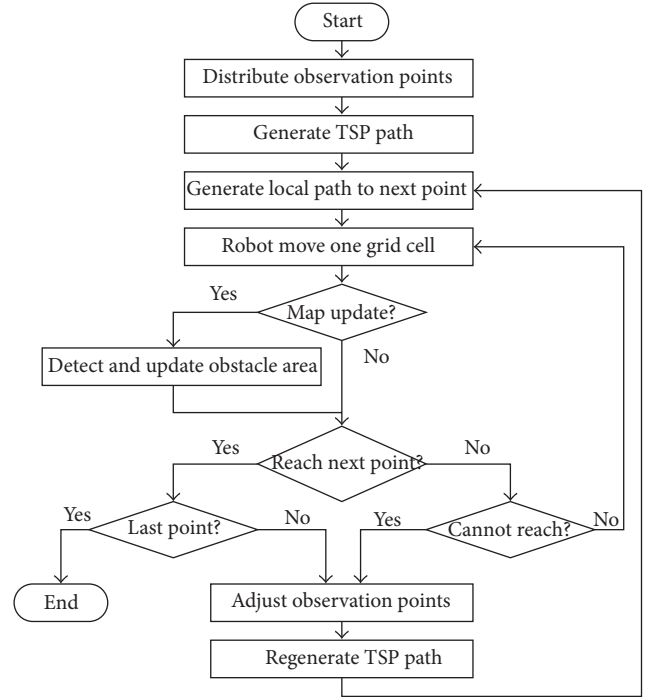 Start
Distribute observation points
Generate TSP path
Generate local path to next point
Robot move one grid cell
Yes
Map update?
No
Detect and update obstacle area
Yes
Reach next point?
No
Yes
Last point?
No
Yes
Cannot reach?
No
End
Adjust observation points
Regenerate TSP path